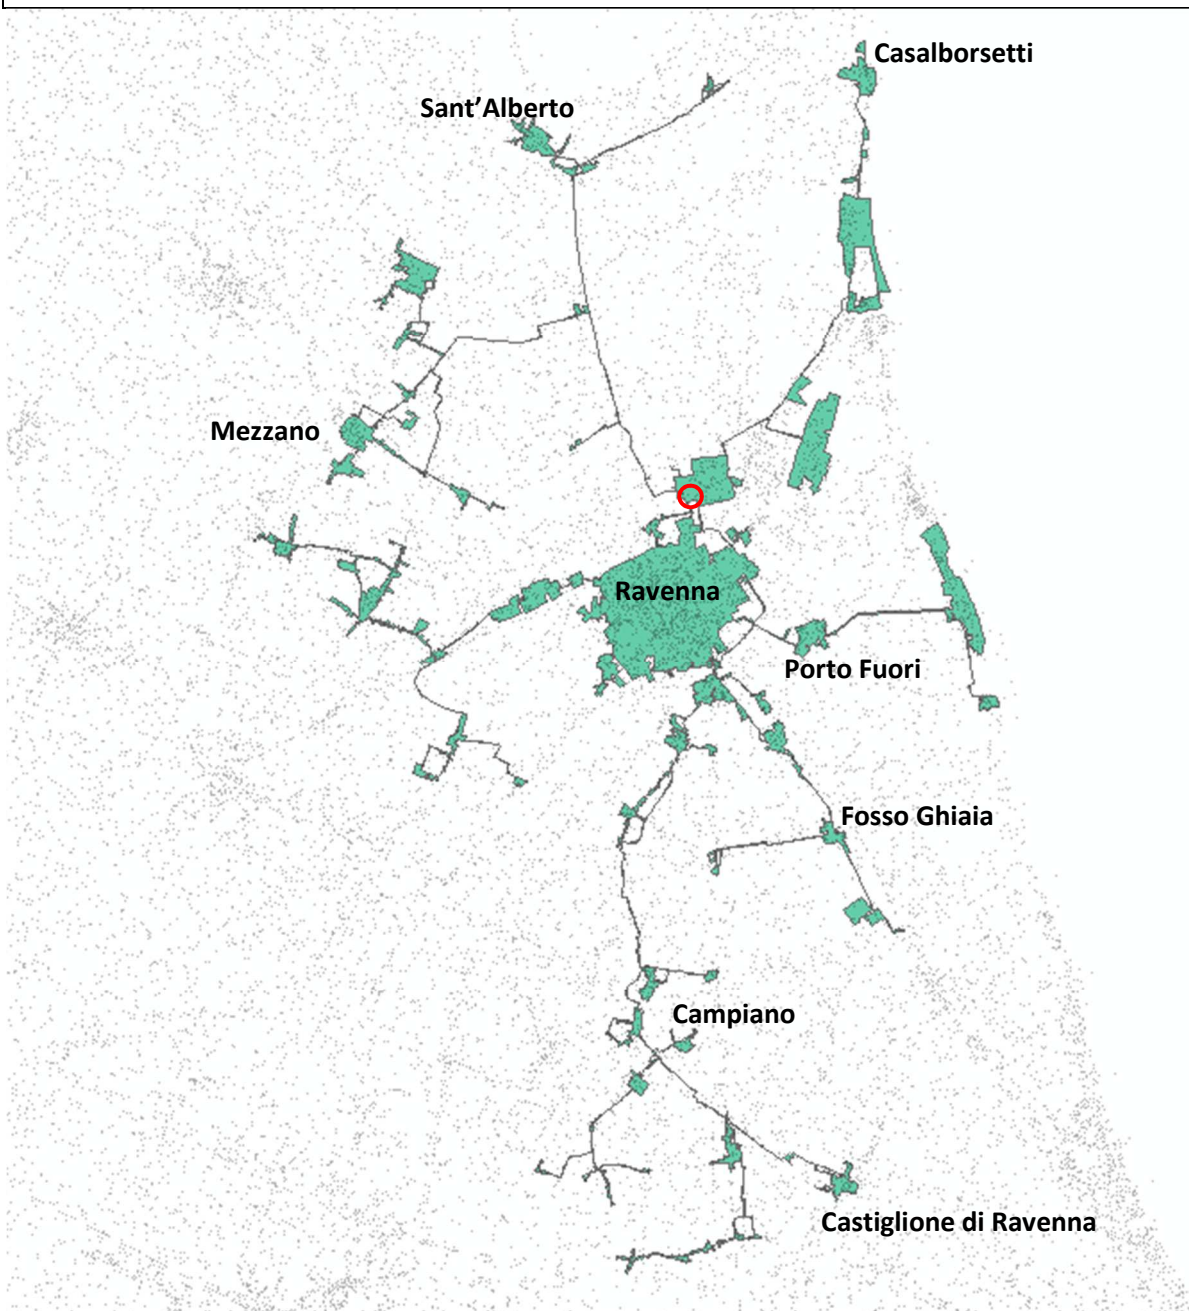 Casalborsetti
Sant’Alberto
Mezzano
Ravenna
Porto Fuori
Fosso Ghiaia
Campiano
Castiglione di Ravenna